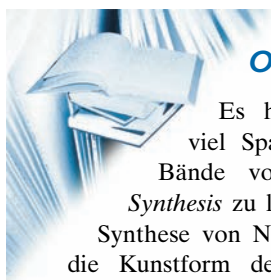 O
Es h
viel Spa
Bände vo
Synthesis zu l
Synthese von N
die Kunstform de